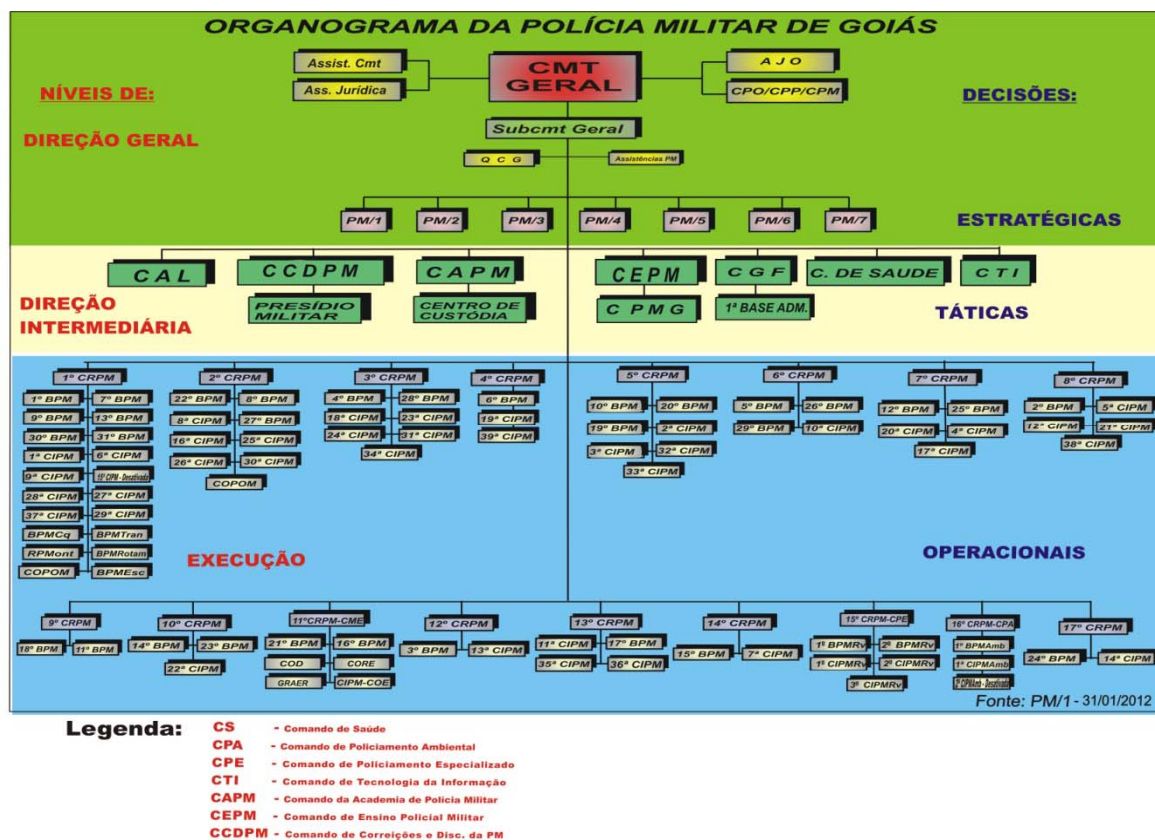 ORGANOGRAMA DA POLÍCIA MILITAR DE GOIÁS
Assist. Cmt
CMT GERAL
A J O
Ass. Jurídica
CPO/CPP/CPM
NÍVEIS DE:
DECISÕES:
DIREÇÃO GERAL
Subcmt Geral
Q C G
Assistências PM
PM/1 PM/2 PM/3 PM/4 PM/5 PM/6 PM/7
ESTRATÉGICAS
CAL CCDPM CAPM CEPM CGF C. DE SAUDE CTI
DIREÇÃO INTERMEDIÁRIA
PRESÍDIO MILITAR
CENTRO DE CUSTÓDIA
C P M G
1ª BASE ADM.
TÁTICAS
1º CRPM
1º BPM 7º BPM
9º BPM 13º BPM
30º BPM 31º BPM
1ª CIPM 6ª CIPM
9ª CIPM 15ª CIPM - Desativada
28ª CIPM 27ª CIPM
37ª CIPM 29ª CIPM
BPMCq BPMTran
RPMont BPMRotam
COPOM BPMEsc
2º CRPM
22º BPM 8º BPM
8ª CIPM 27º BPM
16ª CIPM 25ª CIPM
26ª CIPM 30ª CIPM
COPOM
3º CRPM
4º BPM 28º BPM
18ª CIPM 23ª CIPM
24ª CIPM 31ª CIPM
34ª CIPM
4º CRPM
6º BPM
19ª CIPM
39ª CIPM
5º CRPM
10º BPM 20º BPM
19º BPM 2ª CIPM
3ª CIPM 32ª CIPM
33ª CIPM
6º CRPM
5º BPM 26º BPM
29º BPM 10ª CIPM
7º CRPM
12º BPM 25º BPM
20ª CIPM 4ª CIPM
17ª CIPM
8º CRPM
2º BPM 5ª CIPM
12ª CIPM 21ª CIPM
38ª CIPM
EXECUÇÃO
OPERACIONAIS
9º CRPM
18º BPM 11º BPM
10º CRPM
14º BPM 23º BPM
22ª CIPM
11ºCRPM-CME
21º BPM 16º BPM
COD CORE
GRAER CIPM-COE
12º CRPM
3º BPM 13ª CIPM
13º CRPM
11ª CIPM 17º BPM
35ª CIPM 36ª CIPM
14º CRPM
15º BPM 7ª CIPM
15º CRPM-CPE
1º BPMRv 2º BPMRv
1ª CIPMRv 2ª CIPMRv
3ª CIPMRv
16º CRPM-CPA
1º BPMAmb
1ª CIPMAmb
2ª CIPMAmb - Desativada
17º CRPM
24º BPM 14ª CIPM
Fonte: PM/1 - 31/01/2012
Legenda:
CS - Comando de Saúde
CPA - Comando de Policiamento Ambiental
CPE - Comando de Policiamento Especializado
CTI - Comando de Tecnologia da Informação
CAPM - Comando da Academia de Polícia Militar
CEPM - Comando de Ensino Policial Militar
CCDPM - Comando de Correições e Disc. da PM